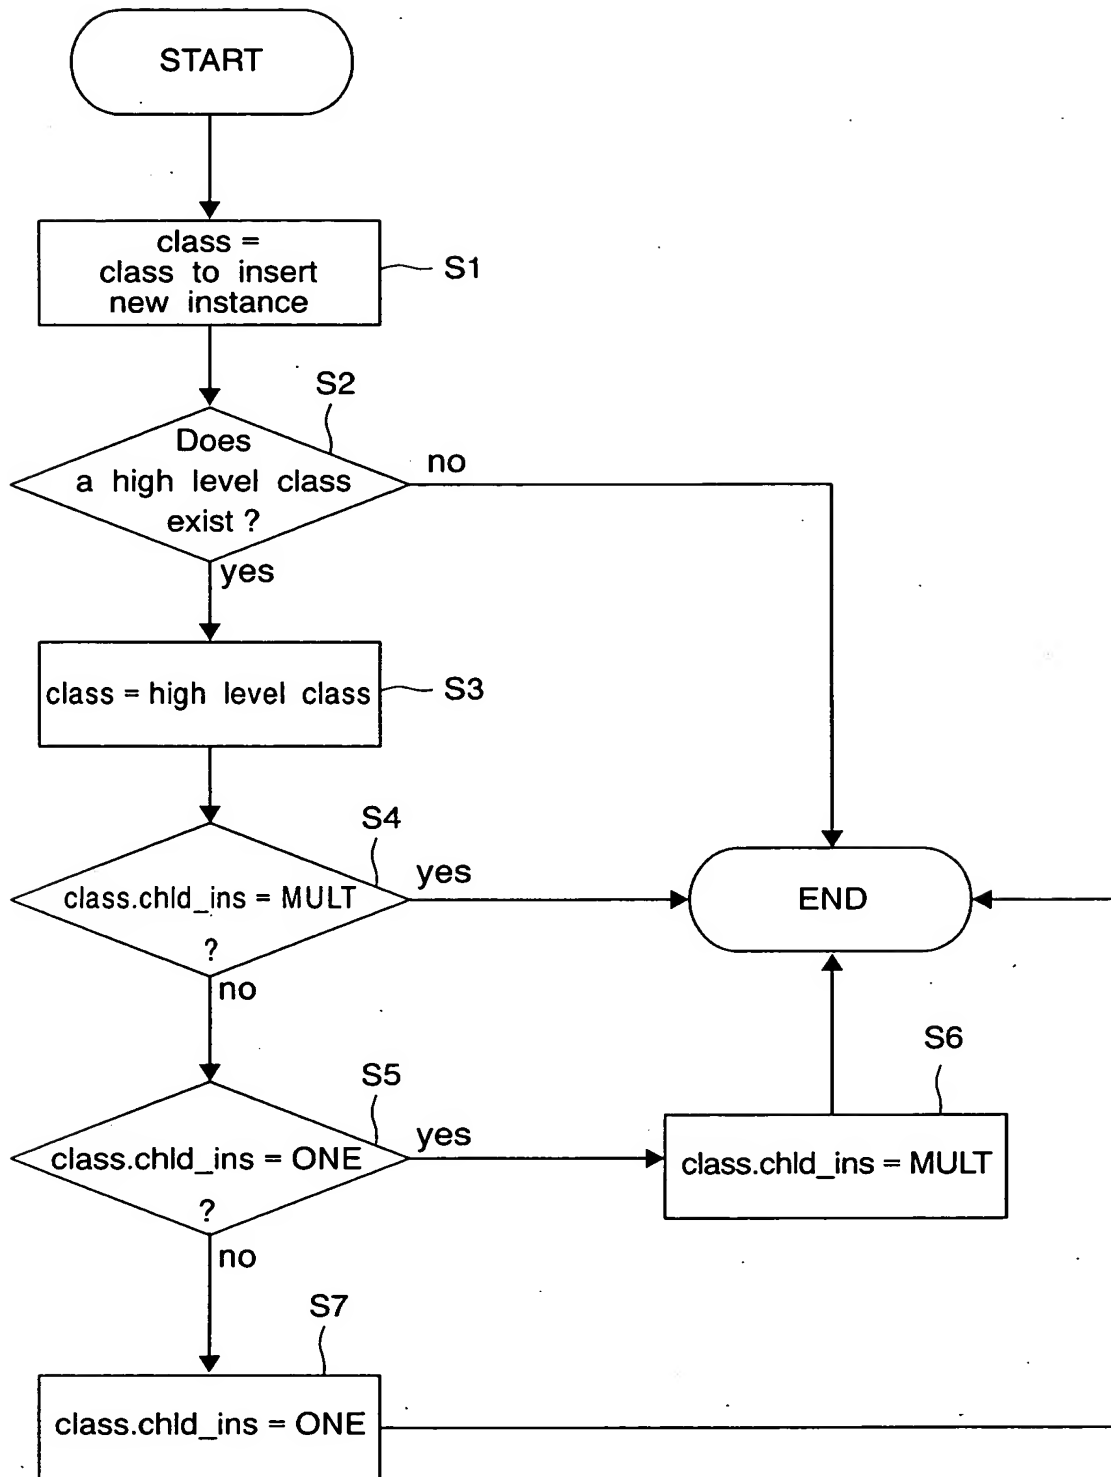 START
class =
class to insert
new instance
S1
S2
Does
a high level class
exist ?
no
yes
class = high level class
S3
S4
class.chld_ins = MULT
?
yes
END
no
S5
class.chld_ins = ONE
?
yes
S6
class.chld_ins = MULT
no
S7
class.chld_ins = ONE